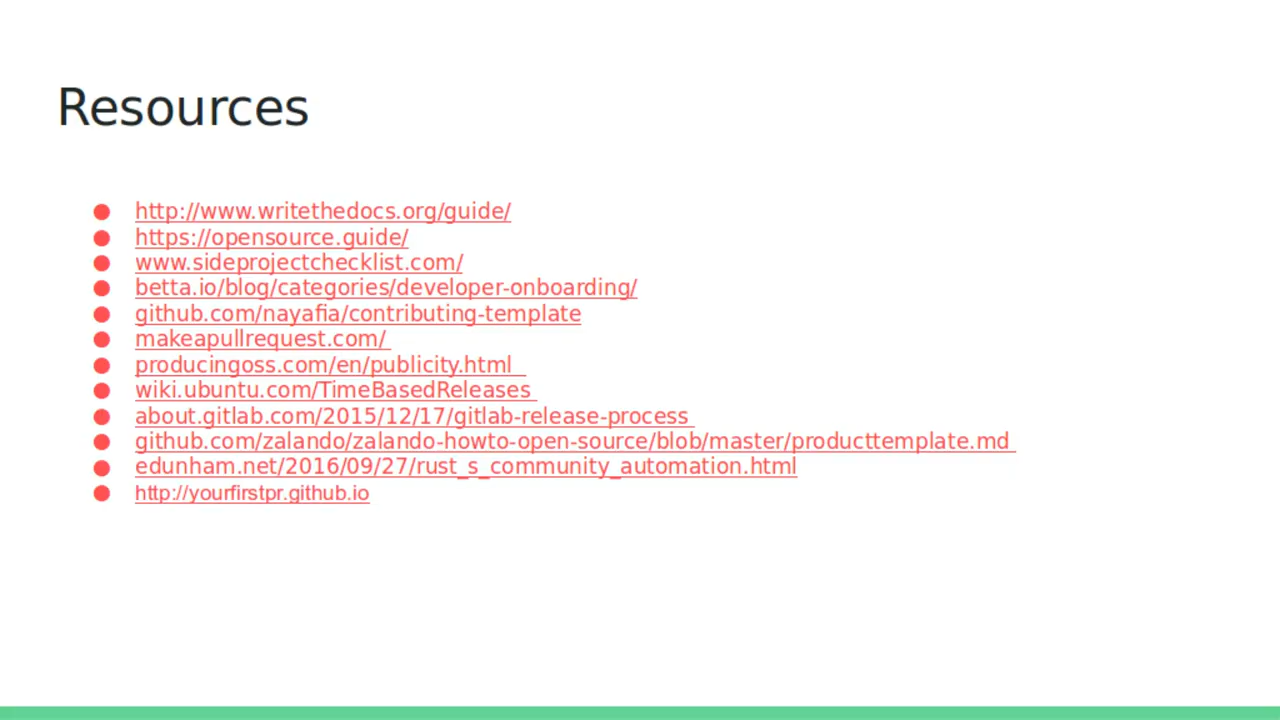 Resources
● http://www.writethedocs.org/guide/
● https://opensource.guide/
● www.sideprojectchecklist.com/
● betta.io/blog/categories/developer-onboarding/
● github.com/nayafia/contributing-template
● makeapullrequest.com/
● producingoss.com/en/publicity.html
● wiki.ubuntu.com/TimeBasedReleases
● about.gitlab.com/2015/12/17/gitlab-release-process
● github.com/zalando/zalando-howto-open-source/blob/master/producttemplate.md
● edunham.net/2016/09/27/rust_s_community_automation.html
● http://yourfirstpr.github.io